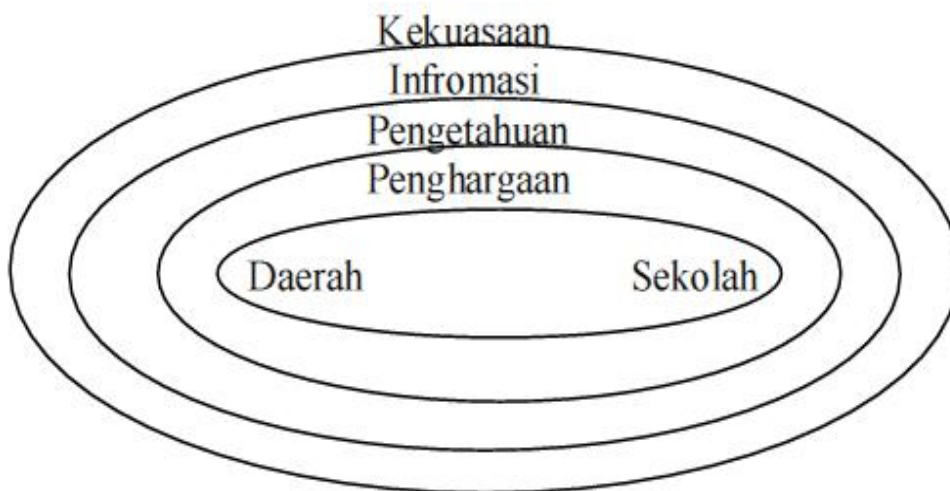 Kekuasaan
Infromasi
Pengetahuan
Penghargaan
Daerah Sekolah